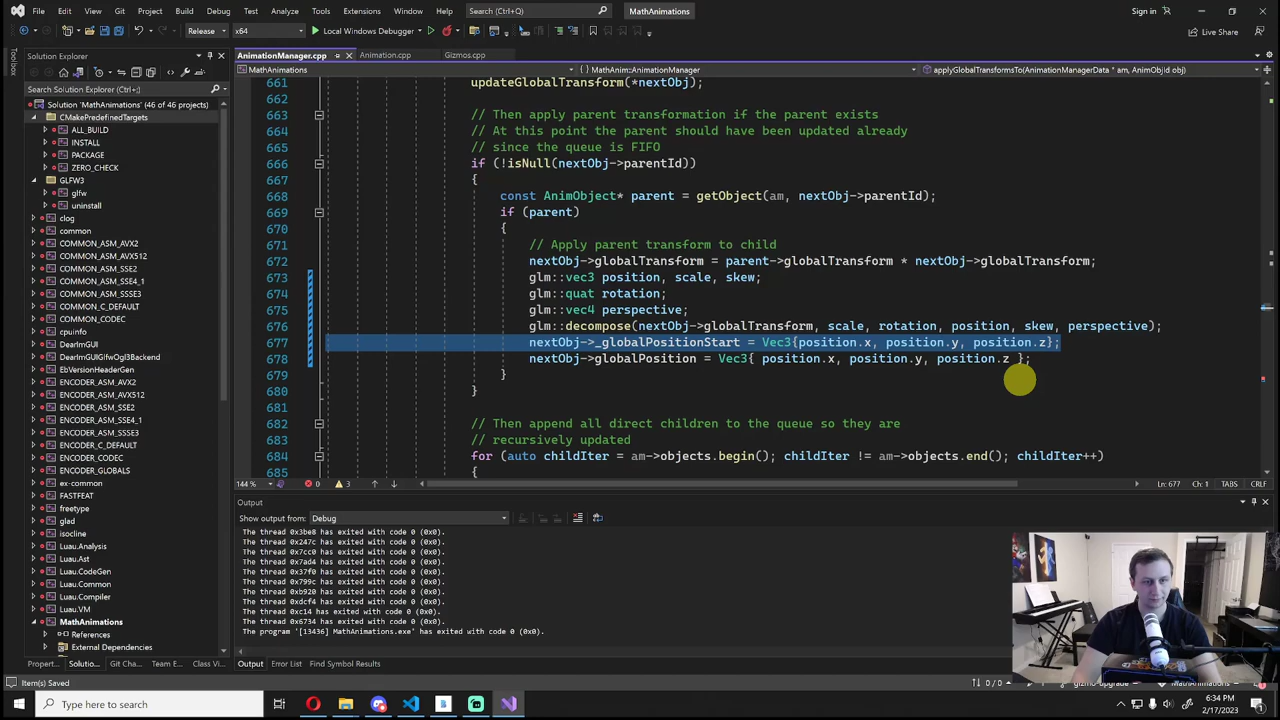 File Edit View Git Project Build Debug Test Analyze Tools Extensions Window Help Search (Ctrl+Q) MathAnimations Sign in
Release x64 Local Windows Debugger Live Share
Solution Explorer
Search Solution Explorer (Ctrl+;)
Solution 'MathAnimations' (46 of 46 projects)
CMakePredefinedTargets
ALL_BUILD
INSTALL
PACKAGE
ZERO_CHECK
GLFW3
glfw
uninstall
clog
common
COMMON_ASM_AVX2
COMMON_ASM_AVX512
COMMON_ASM_SSE2
COMMON_ASM_SSE4_1
COMMON_ASM_SSSE3
COMMON_C_DEFAULT
COMMON_CODEC
cpuinfo
DearImGUI
DearImGUIGlfwOgl3Backend
EbVersionHeaderGen
ENCODER_ASM_AVX2
ENCODER_ASM_AVX512
ENCODER_ASM_SSE2
ENCODER_ASM_SSE4_1
ENCODER_ASM_SSSE3
ENCODER_C_DEFAULT
ENCODER_CODEC
ENCODER_GLOBALS
ex-common
FASTFEAT
freetype
glad
isocline
Luau.Analysis
Luau.Ast
Luau.CodeGen
Luau.Common
Luau.Compiler
Luau.VM
MathAnimations
References
External Dependencies
Propert... Solutio... Git Cha... Team E... Class Vi...
Toolbox
AnimationManager.cpp Animation.cpp Gizmos.cpp
MathAnimations MathAnim::AnimationManager applyGlobalTransformsTo(AnimationManagerData * am, AnimObjId obj)
661 updateGlobalTransform(*nextObj);
662
663 // Then apply parent transformation if the parent exists
664 // At this point the parent should have been updated already
665 // since the queue is FIFO
666 if (!isNull(nextObj->parentId))
667 {
668 const AnimObject* parent = getObject(am, nextObj->parentId);
669 if (parent)
670 {
671 // Apply parent transform to child
672 nextObj->globalTransform = parent->globalTransform * nextObj->globalTransform;
673 glm::vec3 position, scale, skew;
674 glm::quat rotation;
675 glm::vec4 perspective;
676 glm::decompose(nextObj->globalTransform, scale, rotation, position, skew, perspective);
677 nextObj->_globalPositionStart = Vec3{position.x, position.y, position.z};
678 nextObj->globalPosition = Vec3{ position.x, position.y, position.z };
679 }
680 }
681
682 // Then append all direct children to the queue so they are
683 // recursively updated
684 for (auto childIter = am->objects.begin(); childIter != am->objects.end(); childIter++)
685 {
144 % 0 3 Ln: 677 Ch: 1 TABS CRLF
Output
Show output from: Debug
The thread 0x3be8 has exited with code 0 (0x0).
The thread 0x247c has exited with code 0 (0x0).
The thread 0x7cc0 has exited with code 0 (0x0).
The thread 0x7ad4 has exited with code 0 (0x0).
The thread 0x37f0 has exited with code 0 (0x0).
The thread 0x799c has exited with code 0 (0x0).
The thread 0xb920 has exited with code 0 (0x0).
The thread 0xdcf4 has exited with code 0 (0x0).
The thread 0xc14 has exited with code 0 (0x0).
The thread 0x6734 has exited with code 0 (0x0).
The program '[13436] MathAnimations.exe' has exited with code 0 (0x0).
Output Error List Find Symbol Results
Item(s) Saved 0 / 0
Type here to search
6:34 PM
2/17/2023